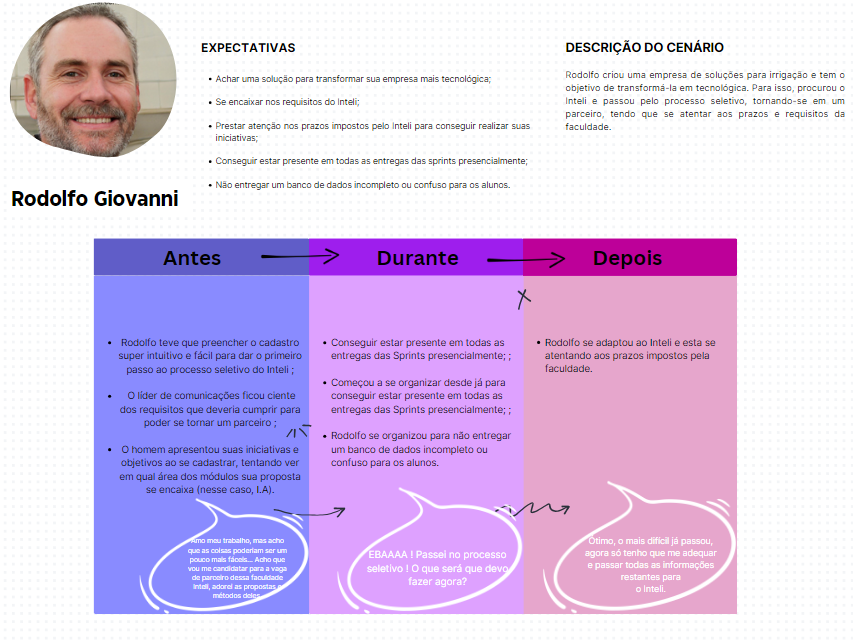 EXPECTATIVAS
• Achar uma solução para transformar sua empresa mais tecnológica;
• Se encaixar nos requisitos do Inteli;
• Prestar atenção nos prazos impostos pelo Inteli para conseguir realizar suas
iniciativas;
• Conseguir estar presente em todas as entregas das sprints presencialmente;
• Não entregar um banco de dados incompleto ou confuso para os alunos.
DESCRIÇÃO DO CENÁRIO
Rodolfo criou uma empresa de soluções para irrigação e tem o
objetivo de transformá-la em tecnológica. Para isso, procurou o
Inteli e passou pelo processo seletivo, tornando-se em um
parceiro, tendo que se atentar aos prazos e requisitos da
faculdade.
Rodolfo Giovanni
Antes
Durante
Depois
• Rodolfo teve que preencher o cadastro
super intuitivo e fácil para dar o primeiro
passo ao processo seletivo do Inteli ;
• O líder de comunicações ficou ciente
dos requisitos que deveria cumprir para
poder se tornar um parceiro ;
• O homem apresentou suas iniciativas e
objetivos ao se cadastrar, tentando ver
em qual área dos módulos sua proposta
se encaixa (nesse caso, I.A).
Amo meu trabalho, mas acho
que as coisas poderiam ser um
pouco mais fáceis... Acho que
vou me candidatar para a vaga
de parceiro dessa faculdade
Inteli, adorei as propostas e
métodos deles
• Conseguir estar presente em todas as
entregas das Sprints presencialmente; ;
• Começou a se organizar desde já para
conseguir estar presente em todas as
entregas das Sprints presencialmente; ;
• Rodolfo se organizou para não entregar
um banco de dados incompleto ou
confuso para os alunos.
EBAAAA ! Passei no processo
seletivo ! O que será que devo
fazer agora?
• Rodolfo se adaptou ao Inteli e esta se
atentando aos prazos impostos pela
faculdade.
Ótimo, o mais difícil já passou,
agora só tenho que me adequar
e passar todas as informações
restantes para
o Inteli.